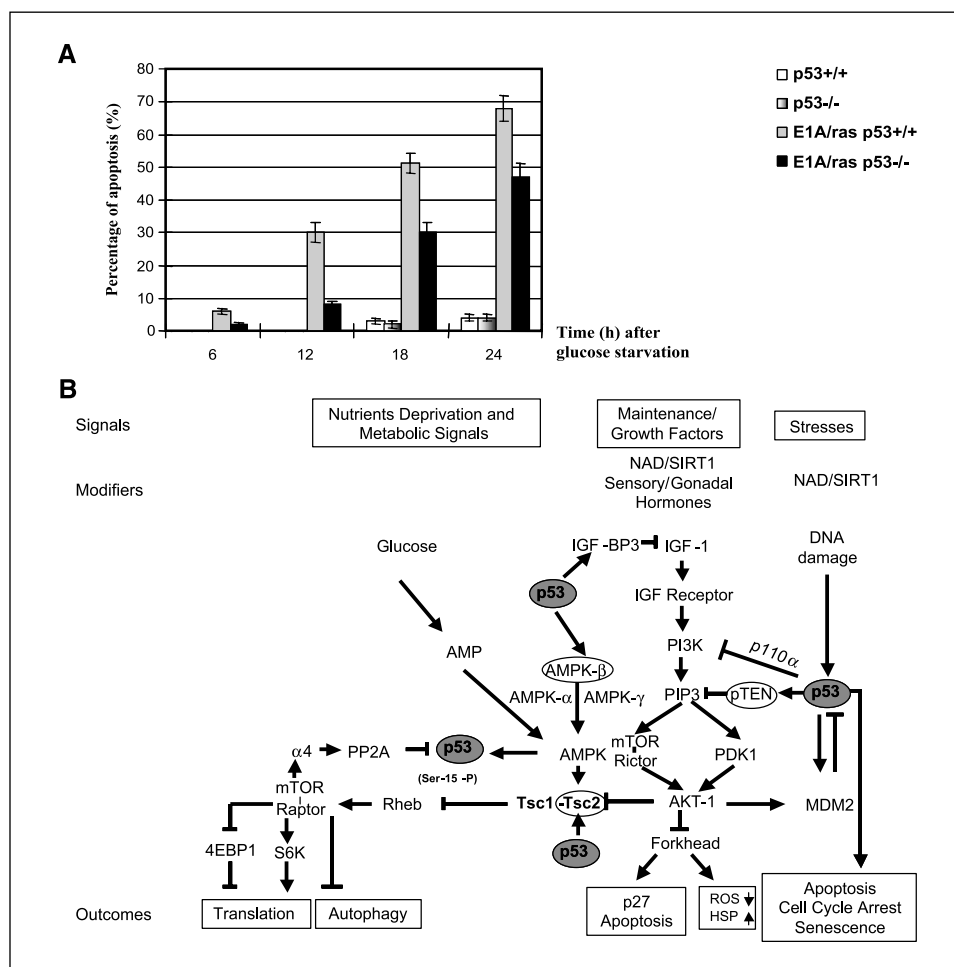 A
Percentage of apoptosis (%)
80
70
60
50
40
30
20
10
0
6 12 18 24
Time (h) after
glucose starvation
p53+/+
p53-/-
E1A/ras p53+/+
E1A/ras p53-/-
B
Signals
Nutrients Deprivation and
Metabolic Signals
Maintenance/
Growth Factors
Stresses
Modifiers
NAD/SIRT1
Sensory/Gonadal
Hormones
NAD/SIRT1
Glucose
IGF -BP3
IGF -1
DNA
damage
p53
IGF Receptor
AMP
PI3K
p110α
AMPK-β
AMPK-α
AMPK-γ
PIP3
pTEN
p53
α4
PP2A
p53
(Ser-15 -P)
AMPK
mTOR
Rictor
PDK1
mTOR
Raptor
Rheb
Tsc1 -Tsc2
AKT-1
MDM2
4EBP1
S6K
p53
Forkhead
Outcomes
Translation
Autophagy
p27
Apoptosis
ROS
HSP
Apoptosis
Cell Cycle Arrest
Senescence